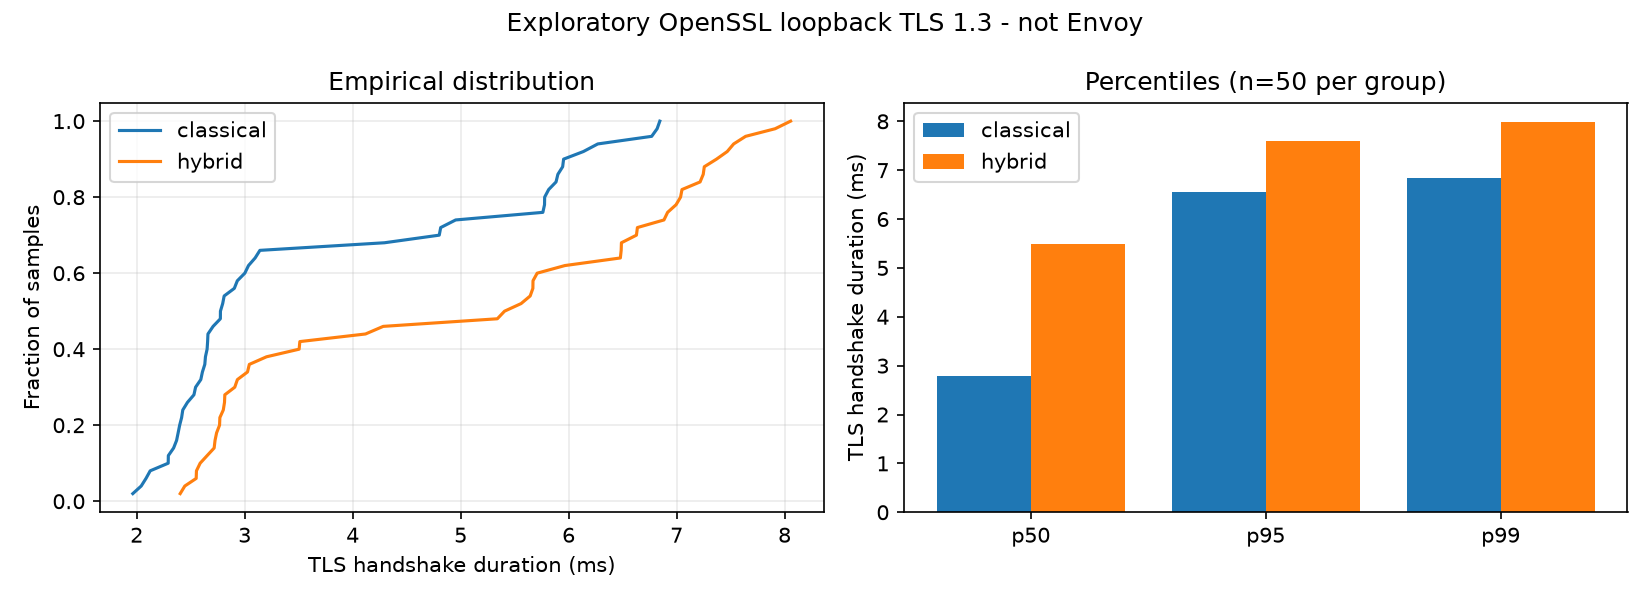 Exploratory OpenSSL loopback TLS 1.3 - not Envoy
Empirical distribution
classical
hybrid
1.0
0.8
0.6
0.4
0.2
0.0
Fraction of samples
2 3 4 5 6 7 8
TLS handshake duration (ms)
Percentiles (n=50 per group)
classical
hybrid
8
7
6
5
4
3
2
1
0
TLS handshake duration (ms)
p50 p95 p99